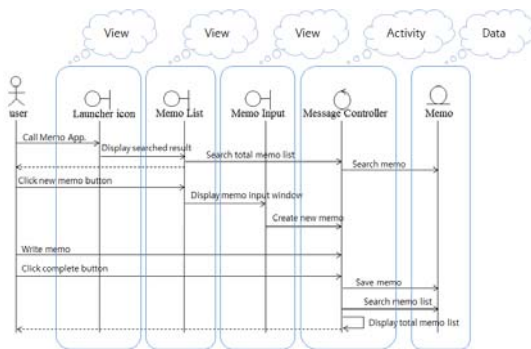 View
View
View
Activity
Data
user
Launcher icon
Memo List
Memo Input
Message Controller
Memo
Call Memo App.
Display searched result
Search total memo list
Search memo
Click new memo button
Display memo input window
Create new memo
Write memo
Click complete button
Save memo
Search memo list
Display total memo list